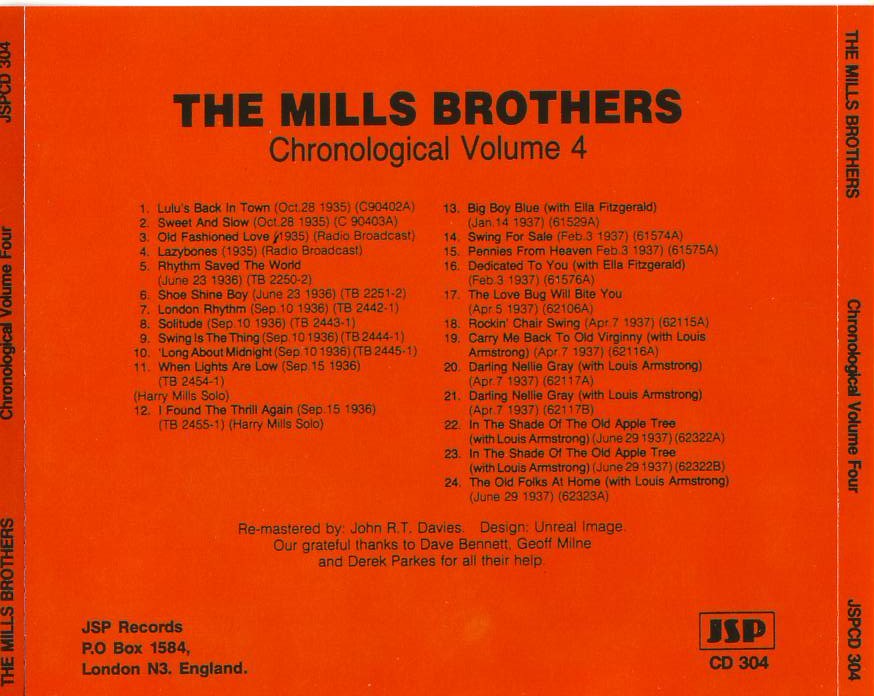 THE MILLS BROTHERS
Chronological Volume 4
1. Lulu's Back In Town (Oct.28 1935) (C90402A)
2. Sweet And Slow (Oct.28 1935) (C 90403A)
3. Old Fashioned Love (1935) (Radio Broadcast)
4. Lazybones (1935) (Radio Broadcast)
5. Rhythm Saved The World
(June 23 1936) (TB 2250-2)
6. Shoe Shine Boy (June 23 1936) (TB 2251-2)
7. London Rhythm (Sep.10 1936) (TB 2442-1)
8. Solitude (Sep.10 1936) (TB 2443-1)
9. Swing Is The Thing (Sep.10 1936) (TB 2444-1)
10. 'Long About Midnight (Sep.10 1936) (TB 2445-1)
11. When Lights Are Low (Sep.15 1936)
(TB 2454-1)
(Harry Mills Solo)
12. I Found The Thrill Again (Sep.15 1936)
(TB 2455-1) (Harry Mills Solo)
13. Big Boy Blue (with Ella Fitzgerald)
(Jan.14 1937) (61529A)
14. Swing For Sale (Feb.3 1937) (61574A)
15. Pennies From Heaven Feb.3 1937) (61575A)
16. Dedicated To You (with Ella Fitzgerald)
(Feb.3 1937) (61576A)
17. The Love Bug Will Bite You
(Apr.5 1937) (62106A)
18. Rockin' Chair Swing (Apr.7 1937) (62115A)
19. Carry Me Back To Old Virginny (with Louis
Armstrong) (Apr.7 1937) (62116A)
20. Darling Nellie Gray (with Louis Armstrong)
(Apr.7 1937) (62117A)
21. Darling Nellie Gray (with Louis Armstrong)
(Apr.7 1937) (62117B)
22. In The Shade Of The Old Apple Tree
(with Louis Armstrong) (June 29 1937) (62322A)
23. In The Shade Of The Old Apple Tree
(with Louis Armstrong) (June 29 1937) (62322B)
24. The Old Folks At Home (with Louis Armstrong)
(June 29 1937) (62323A)
Re-mastered by: John R.T. Davies. Design: Unreal Image.
Our grateful thanks to Dave Bennett, Geoff Milne
and Derek Parkes for all their help.
JSP Records
P.O Box 1584,
London N3. England.
JSP
CD 304
THE MILLS BROTHERS Chronological Volume Four JSPCD 304
THE MILLS BROTHERS Chronological Volume Four JSPCD 304